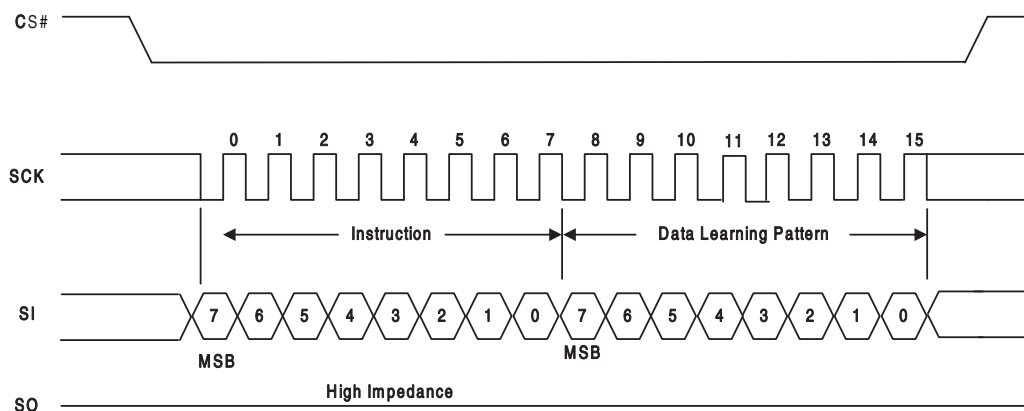 CS#
0 1 2 3 4 5 6 7 8 9 10 11 12 13 14 15
SCK
Instruction Data Learning Pattern
SI 7 6 5 4 3 2 1 0 7 6 5 4 3 2 1 0
MSB MSB
High Impedance
SO